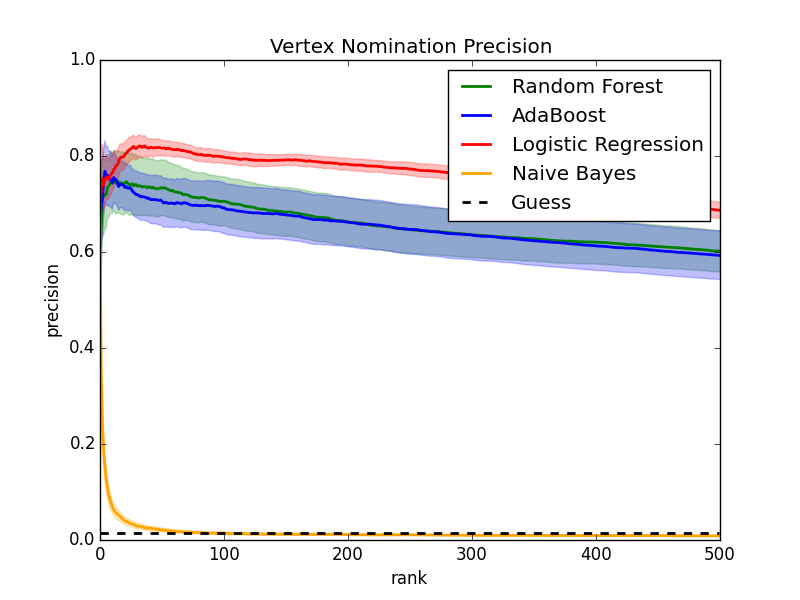 Vertex Nomination Precision
1.0
0.8
0.6
0.4
0.2
0.0
precision
Random Forest
AdaBoost
Logistic Regression
Naive Bayes
Guess
0 100 200 300 400 500
rank